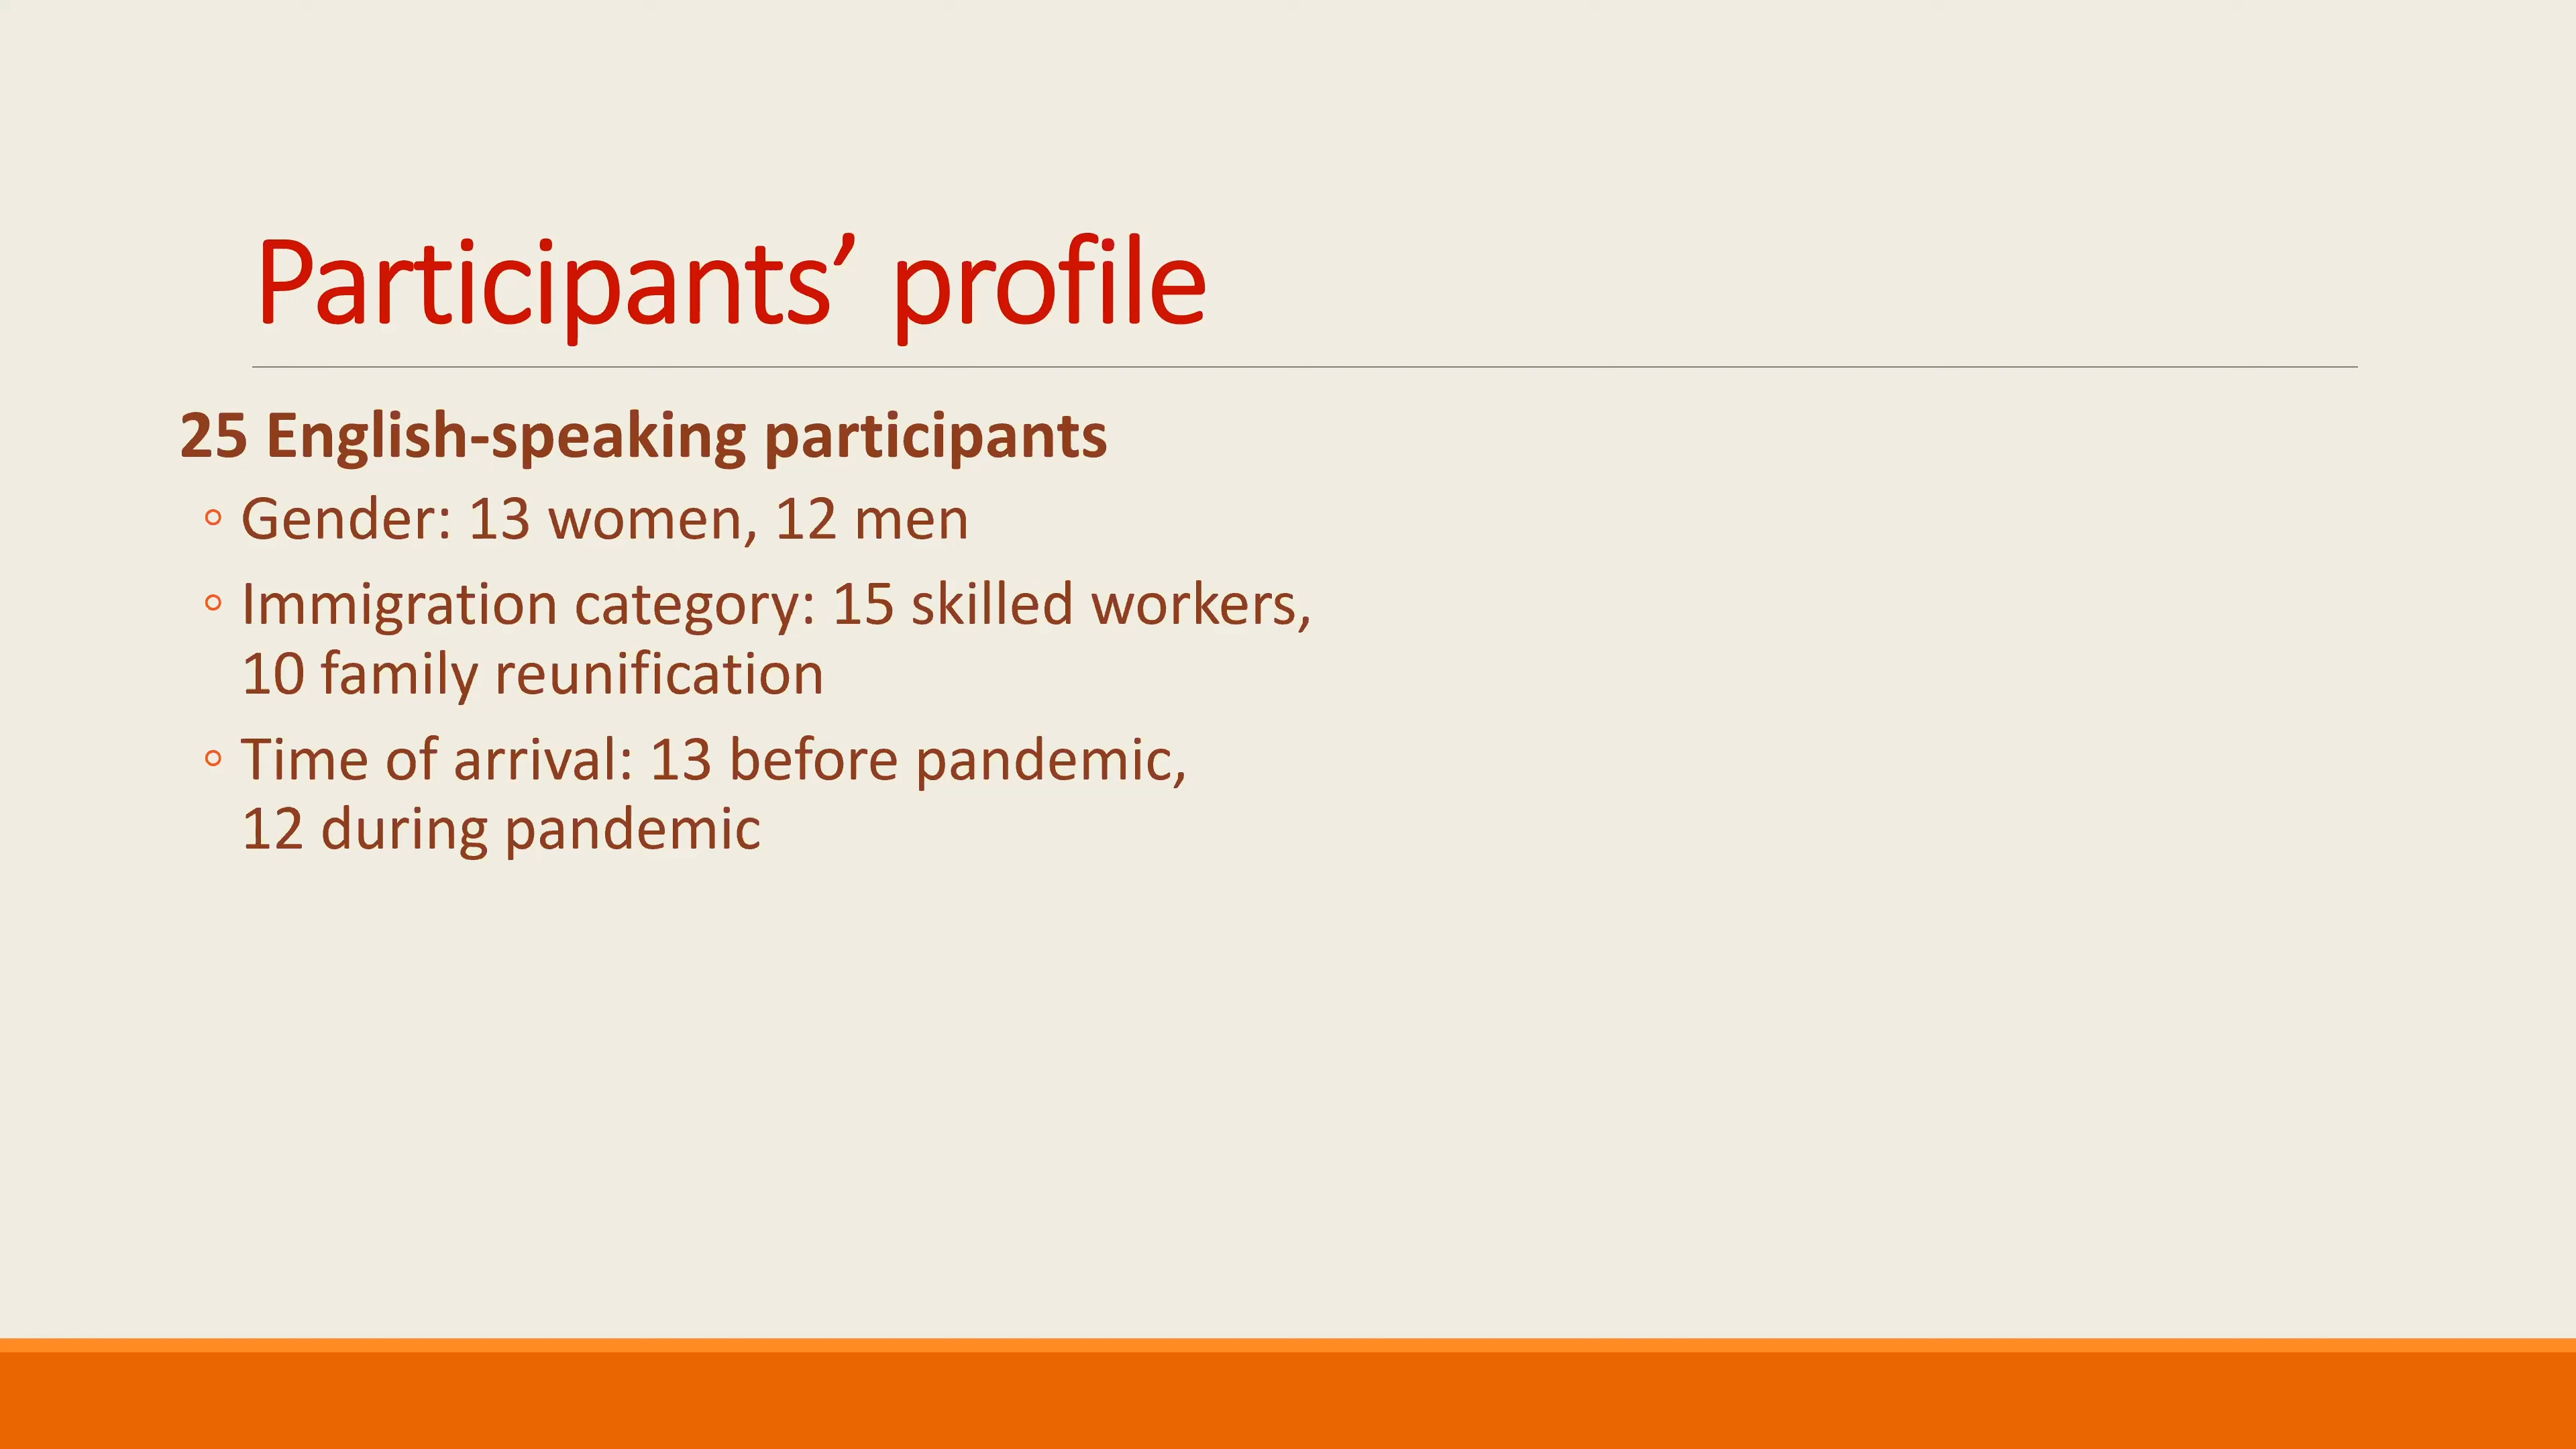 Participants’ profile
25 English-speaking participants
◦ Gender: 13 women, 12 men
◦ Immigration category: 15 skilled workers,
10 family reunification
◦ Time of arrival: 13 before pandemic,
12 during pandemic